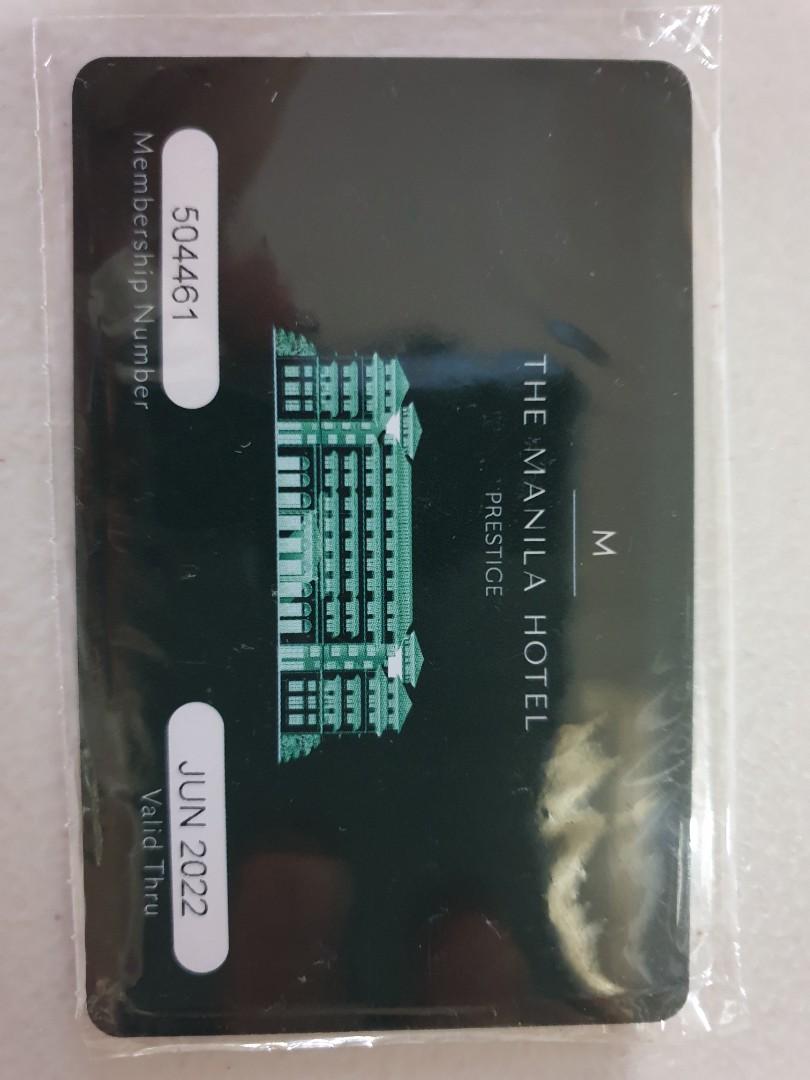 M
THE MANILA HOTEL
PRESTIGE
504461
Membership Number
JUN 2022
Valid Thru